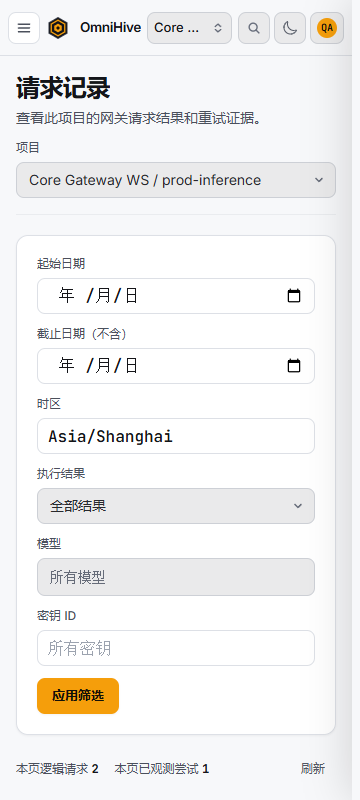 OmniHive Core ... QA
请求记录
查看此项目的网关请求结果和重试证据。
项目
Core Gateway WS / prod-inference
起始日期
年 /月/日
截止日期（不含）
年 /月/日
时区
Asia/Shanghai
执行结果
全部结果
模型
所有模型
密钥 ID
所有密钥
应用筛选
本页逻辑请求 2 本页已观测尝试 1 刷新